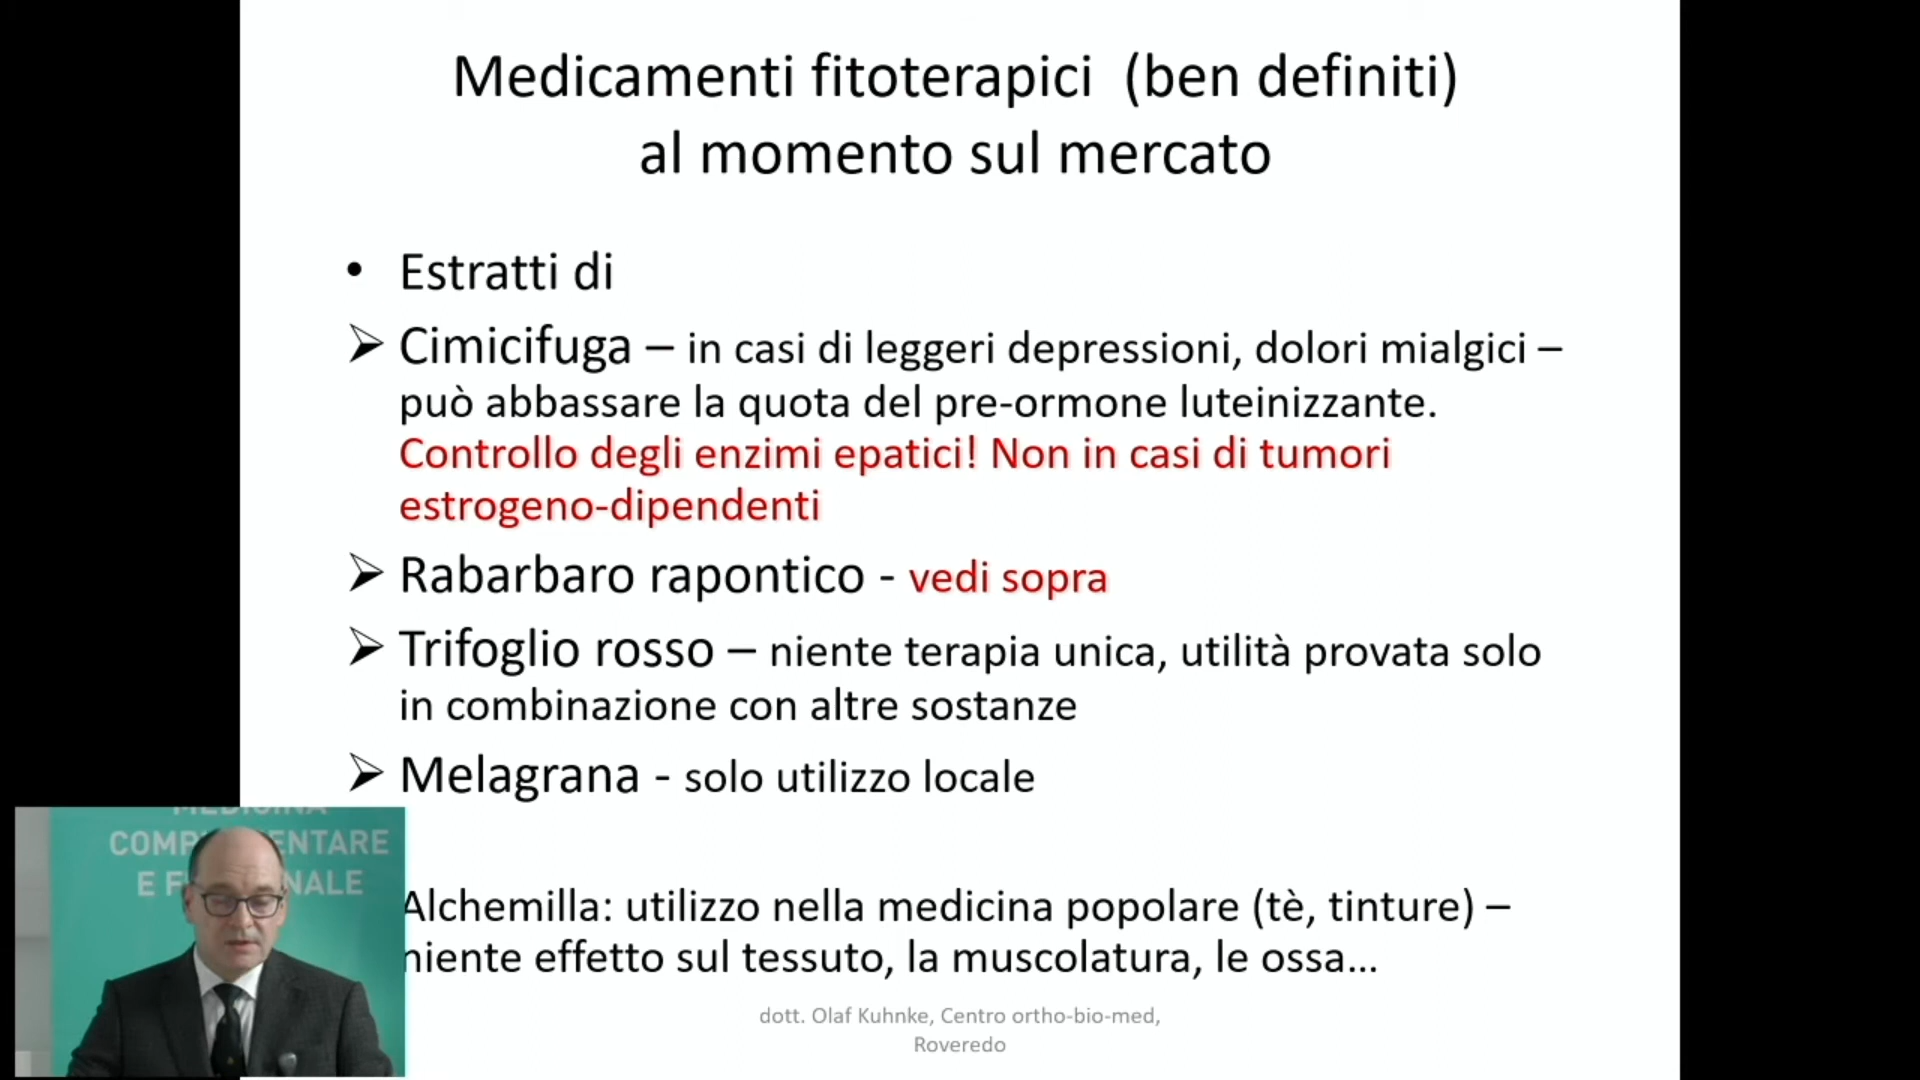 Medicamenti fitoterapici (ben definiti)
al momento sul mercato
• Estratti di
➢ Cimicifuga – in casi di leggeri depressioni, dolori mialgici –
può abbassare la quota del pre-ormone luteinizzante.
Controllo degli enzimi epatici! Non in casi di tumori
estrogeno-dipendenti
➢ Rabarbaro rapontico - vedi sopra
➢ Trifoglio rosso – niente terapia unica, utilità provata solo
in combinazione con altre sostanze
➢ Melagrana - solo utilizzo locale
Alchemilla: utilizzo nella medicina popolare (tè, tinture) –
niente effetto sul tessuto, la muscolatura, le ossa…
dott. Olaf Kuhnke, Centro ortho-bio-med,
Roveredo
MEDICINA